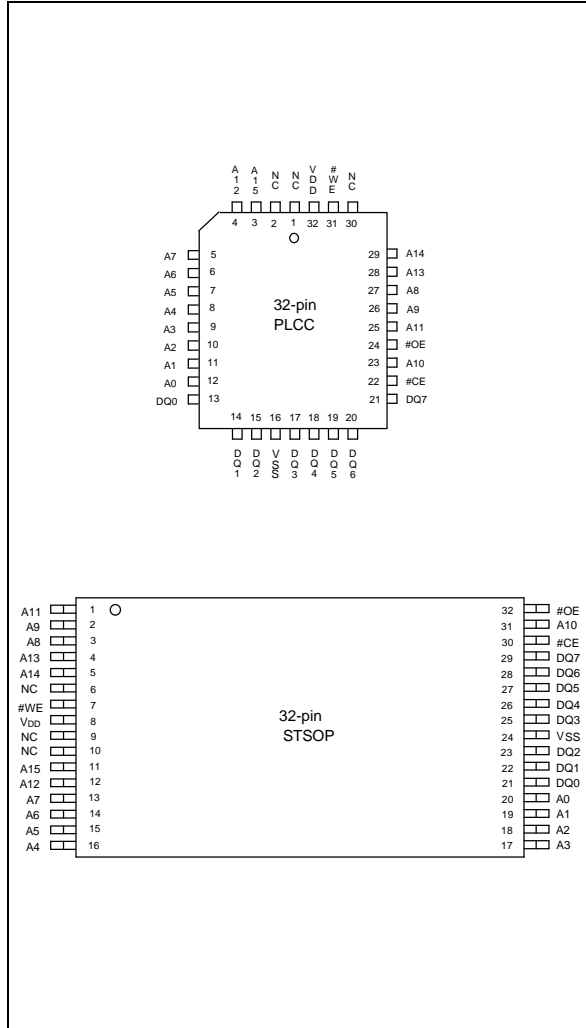 A12 A15 NC NC VDD #WE NC
4 3 2 1 32 31 30
A7 5 29 A14
A6 6 28 A13
A5 7 27 A8
A4 8 26 A9
A3 9 25 A11
A2 10 24 #OE
A1 11 23 A10
A0 12 22 #CE
DQ0 13 21 DQ7
32-pin
PLCC
14 15 16 17 18 19 20
DQ1 DQ2 VSS DQ3 DQ4 DQ5 DQ6
A11 1 32 #OE
A9 2 31 A10
A8 3 30 #CE
A13 4 29 DQ7
A14 5 28 DQ6
NC 6 27 DQ5
#WE 7 26 DQ4
VDD 8 25 DQ3
NC 9 24 VSS
NC 10 23 DQ2
A15 11 22 DQ1
A12 12 21 DQ0
A7 13 20 A0
A6 14 19 A1
A5 15 18 A2
A4 16 17 A3
32-pin
STSOP